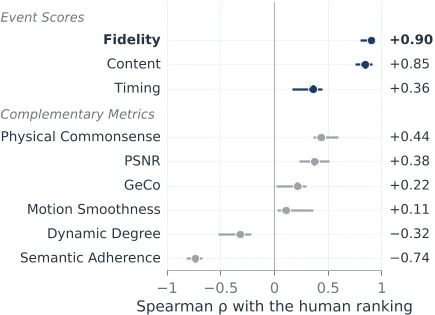 Event Scores
Fidelity +0.90
Content +0.85
Timing +0.36
Complementary Metrics
Physical Commonsense +0.44
PSNR +0.38
GeCo +0.22
Motion Smoothness +0.11
Dynamic Degree −0.32
Semantic Adherence −0.74
−1 −0.5 0 0.5 1
Spearman ρ with the human ranking